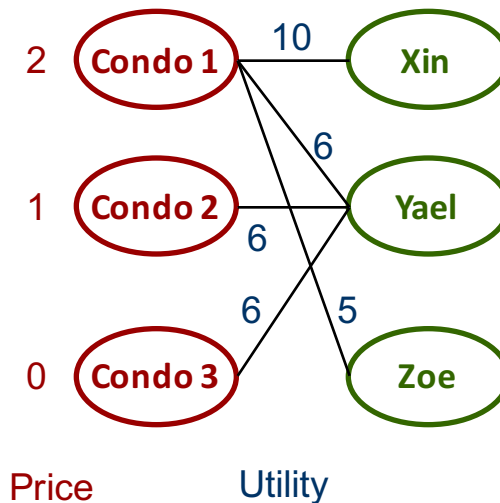 2 Condo 1 10 Xin
6
1 Condo 2 6 Yael
6 5
0 Condo 3 Zoe
Price Utility